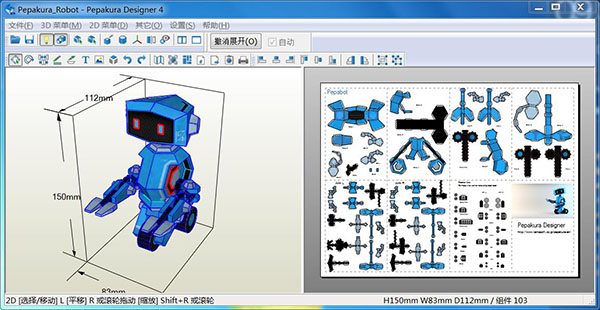 Pepakura_Robot - Pepakura Designer 4
文件(F) 3D 菜单(M) 2D 菜单(D) 其它(O) 设置(S) 帮助(H)
撤消展开(O) 自动
112mm
150mm
83mm
Pepabot
Pepakura Designer
2D [选择/移动] L [平移] R 或滚轮拖动 [缩放] Shift+R 或滚轮
H150mm W83mm D112mm / 组件 103